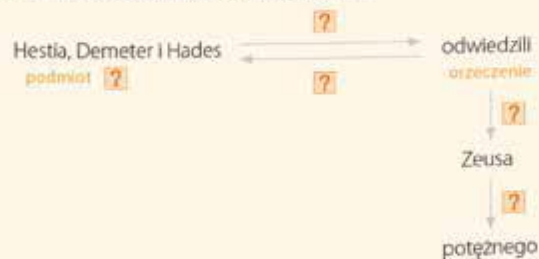 ?
Hestia, Demeter i Hades odwiedzili
podmiot ? ? orzeczenie
?
Zeusa
?
potężnego